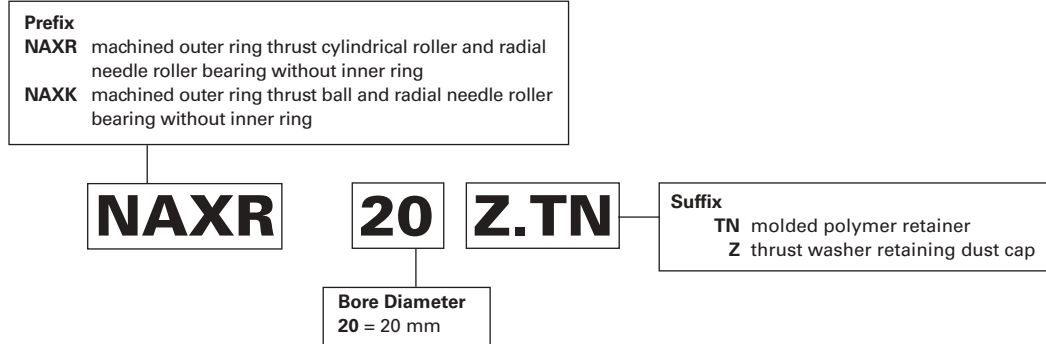 Prefix
NAXR machined outer ring thrust cylindrical roller and radial
needle roller bearing without inner ring
NAXK machined outer ring thrust ball and radial needle roller
bearing without inner ring
NAXR 20 Z.TN
Suffix
TN molded polymer retainer
Z thrust washer retaining dust cap
Bore Diameter
20 = 20 mm